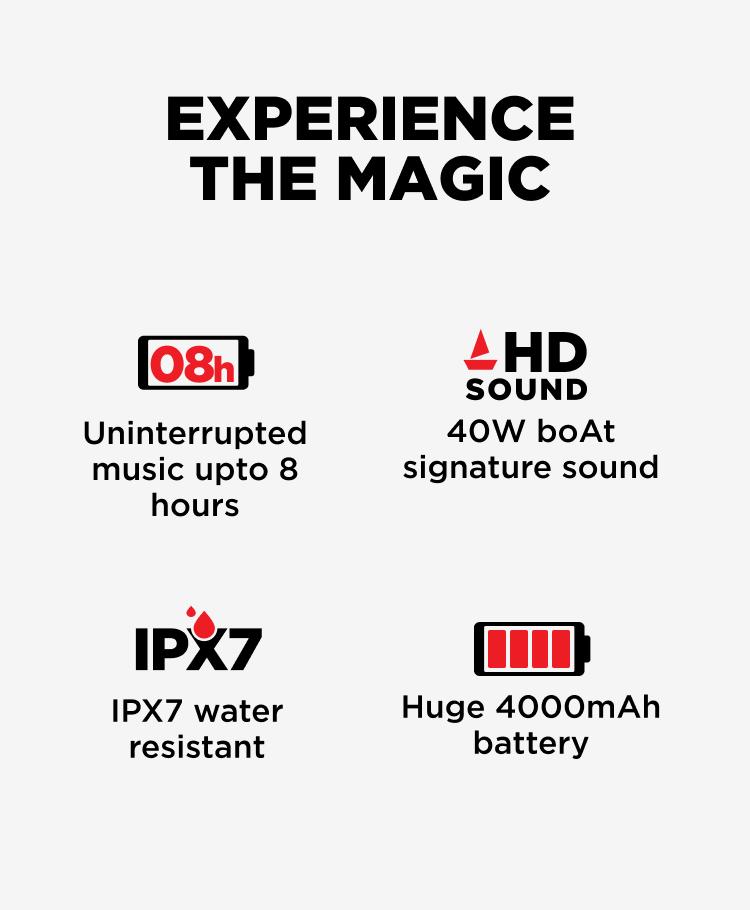 EXPERIENCE
THE MAGIC
08h
Uninterrupted
music upto 8
hours
HD
SOUND
40W boAt
signature sound
IPX7
IPX7 water
resistant
Huge 4000mAh
battery